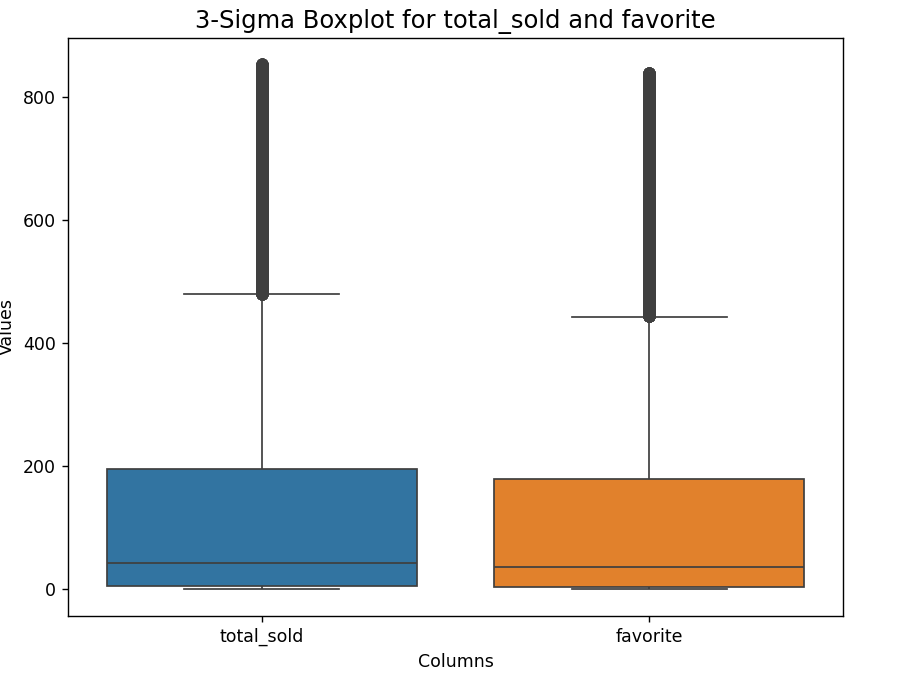 3-Sigma Boxplot for total_sold and favorite
Values
800
600
400
200
0
total_sold
favorite
Columns